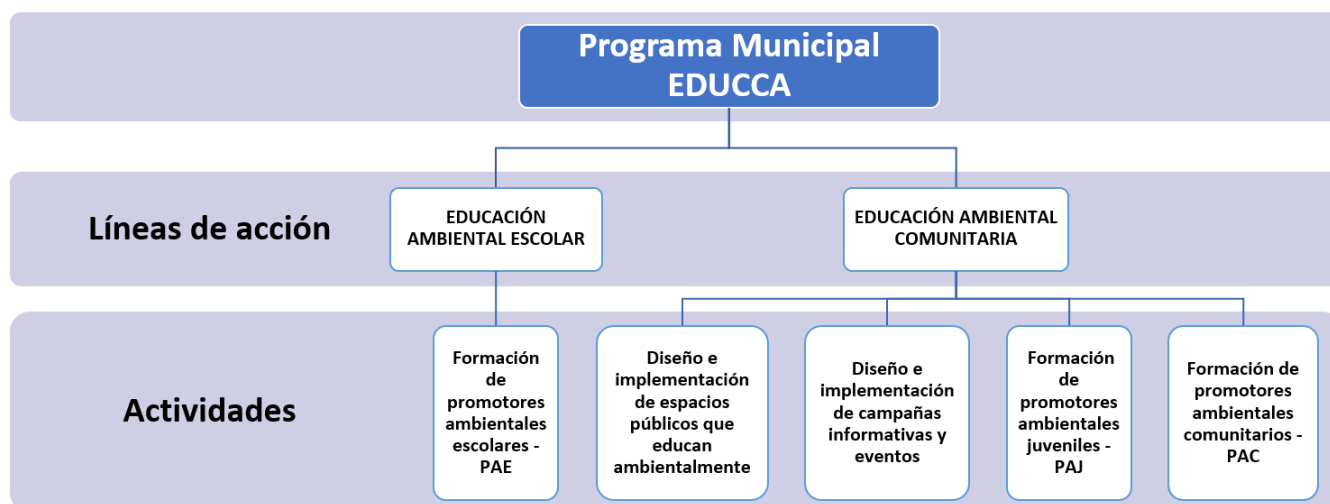 Programa Municipal
EDUCCA
Líneas de acción
EDUCACIÓN
AMBIENTAL ESCOLAR
EDUCACIÓN AMBIENTAL
COMUNITARIA
Actividades
Formación
de
promotores
ambientales
escolares -
PAE
Diseño e
implementación
de espacios
públicos que
educan
ambientalmente
Diseño e
implementación
de campañas
informativas y
eventos
Formación
de
promotores
ambientales
juveniles -
PAJ
Formación de
promotores
ambientales
comunitarios -
PAC